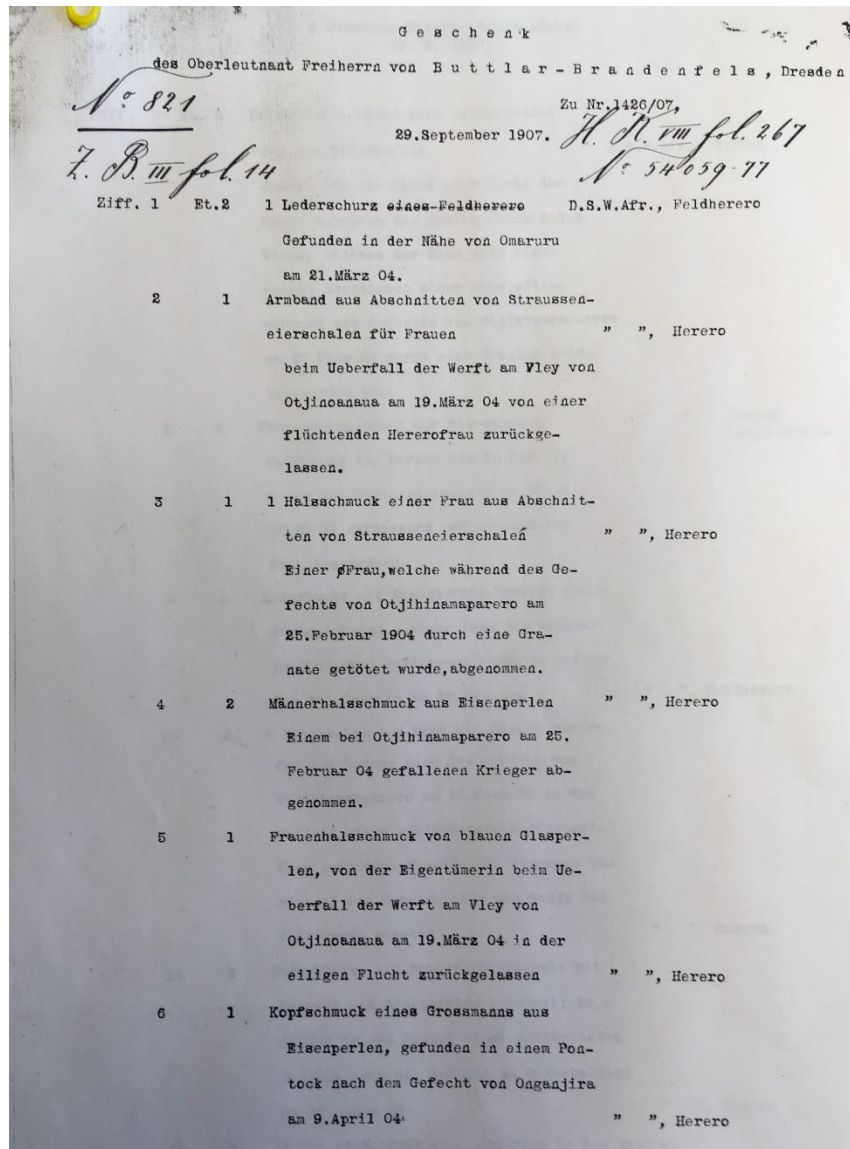 Geschenk
des Oberleutnant Freiherrn von Buttlar-Brandenfels, Dresden
No 821
Zu Nr.1426/07,
29.September 1907. H. K. VIII fol. 267
Z. B. III fol. 14
No 54059-77
Ziff. 1 Et.2 1 Lederschurz eines Feldherero D.S.W.Afr., Feldherero
Gefunden in der Nähe von Omaruru
am 21.März 04.
2 1 Armband aus Abschnitten von Straussen-
eierschalen für Frauen " ", Herero
beim Ueberfall der Werft am Vley von
Otjinoanaua am 19.März 04 von einer
flüchtenden Hererofrau zurückge-
lassen.
3 1 1 Halsschmuck einer Frau aus Abschnit-
ten von Strausseneierschalen " ", Herero
Einer Frau,welche während des Ge-
fechts von Otjihinamaparero am
25.Februar 1904 durch eine Gra-
nate getötet wurde,abgenommen.
4 2 Männerhalsschmuck aus Eisenperlen " ", Herero
Einem bei Otjihinamaparero am 25.
Februar 04 gefallenen Krieger ab-
genommen.
5 1 Frauenhalsschmuck von blauen Glasper-
len, von der Eigentümerin beim Ue-
berfall der Werft am Vley von
Otjinoanaua am 19.März 04 in der
eiligen Flucht zurückgelassen " ", Herero
6 1 Kopfschmuck eines Grossmanns aus
Eisenperlen, gefunden in einem Pon-
tock nach dem Gefecht von Onganjira
am 9.April 04. " ", Herero